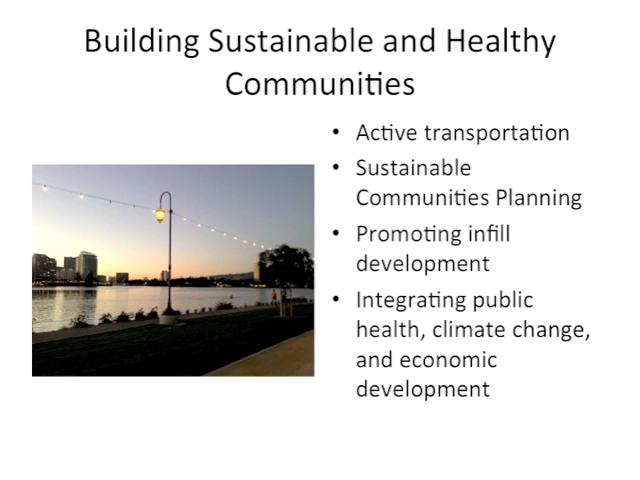 Building Sustainable and Healthy
Communities
• Active transportation
• Sustainable
Communities Planning
• Promoting infill
development
• Integrating public
health, climate change,
and economic
development